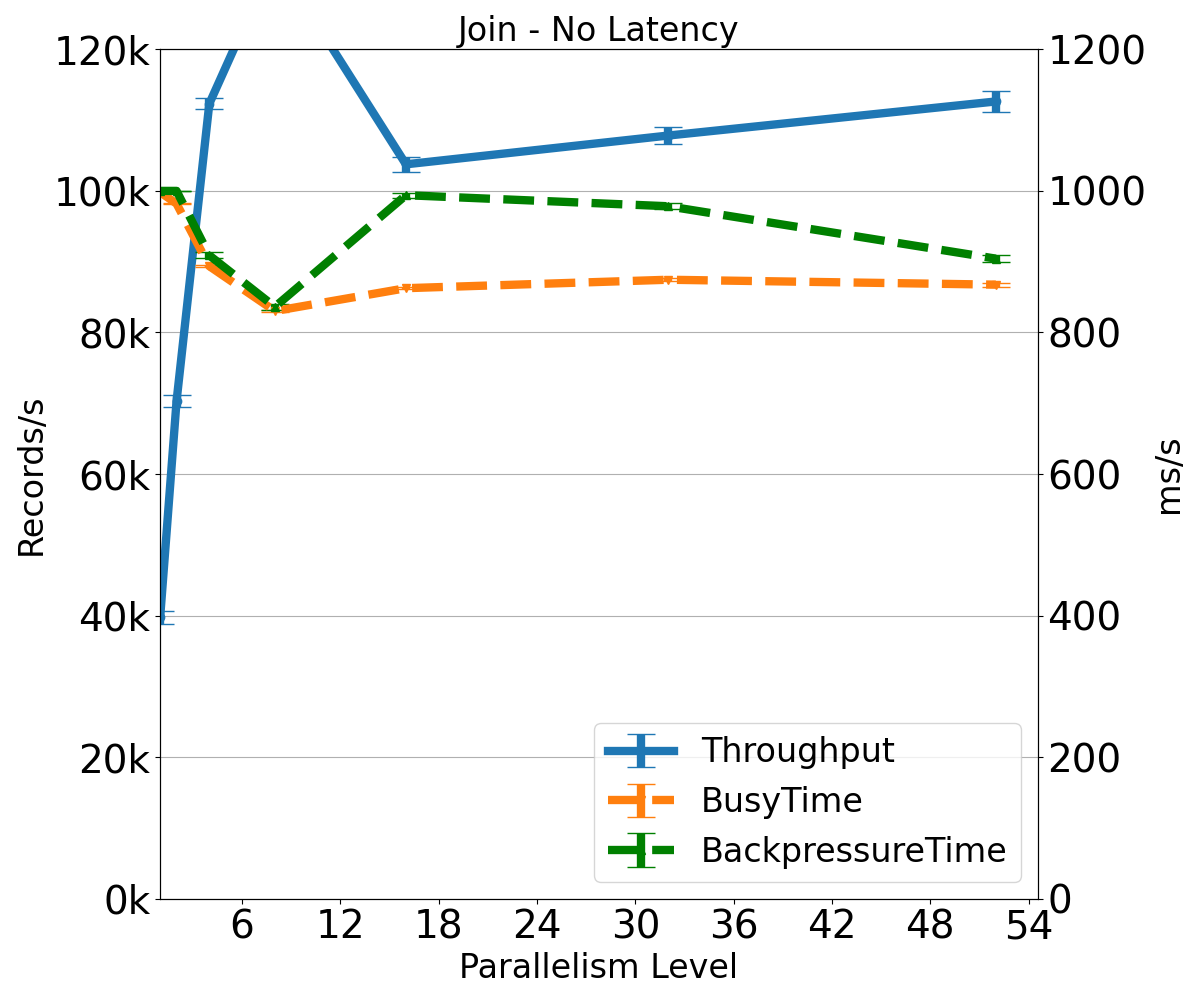 Join - No Latency
120k
100k
80k
60k
40k
20k
0k
Records/s
1200
1000
800
600
400
200
0
ms/s
6 12 18 24 30 36 42 48 54
Parallelism Level
Throughput
BusyTime
BackpressureTime